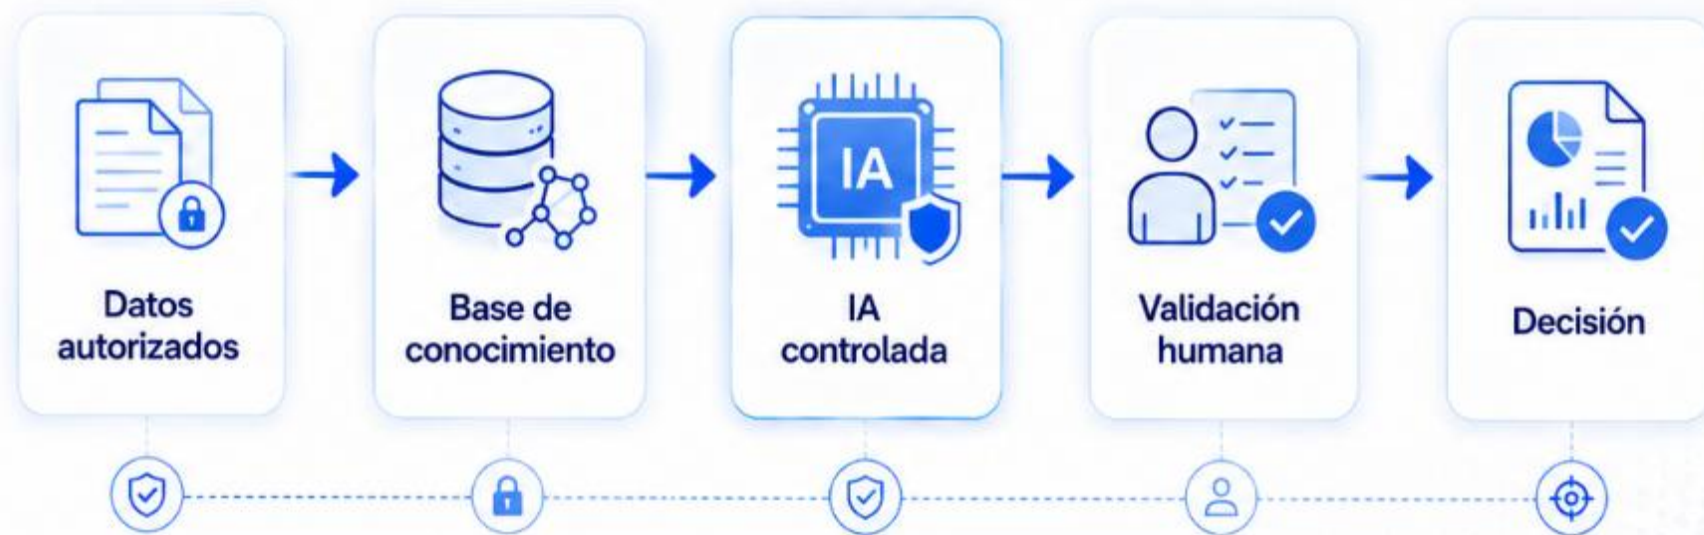 Datos
autorizados
Base de
conocimiento
IA
IA
controlada
Validación
humana
Decisión